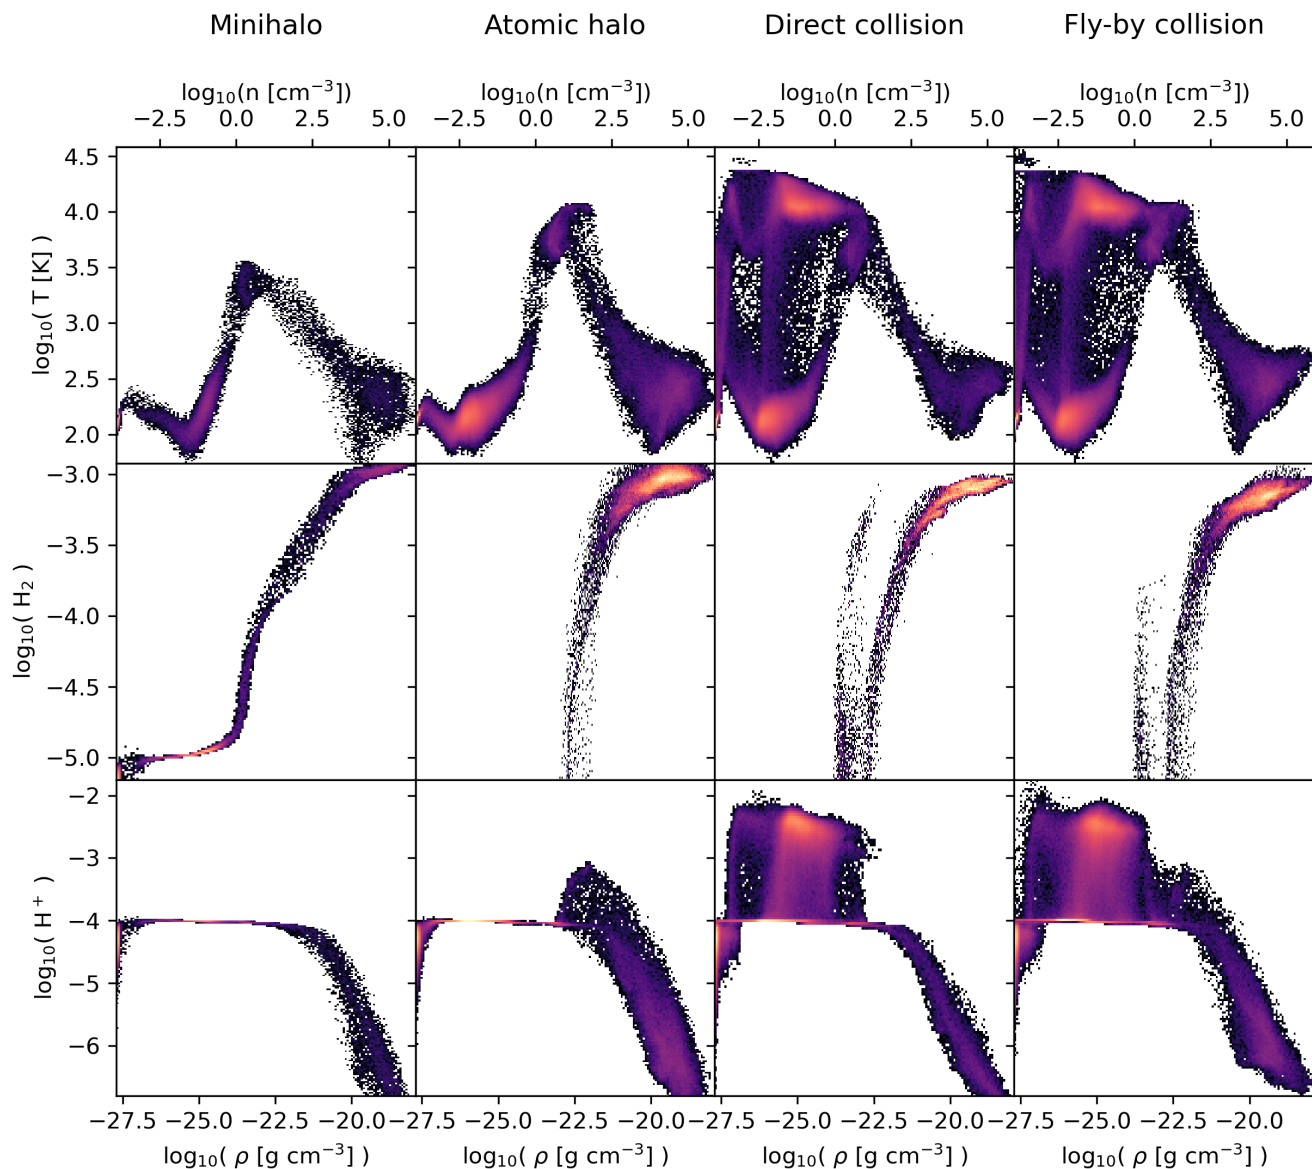 Minihalo Atomic halo Direct collision Fly-by collision
log₁₀(n [cm⁻³]) log₁₀(n [cm⁻³]) log₁₀(n [cm⁻³]) log₁₀(n [cm⁻³])
−2.5 0.0 2.5 5.0 −2.5 0.0 2.5 5.0 −2.5 0.0 2.5 5.0 −2.5 0.0 2.5 5.0
4.5
4.0
3.5
3.0
2.5
2.0
log₁₀( T [K] )
−3.0
−3.5
−4.0
−4.5
−5.0
log₁₀( H₂ )
−2
−3
−4
−5
−6
log₁₀( H⁺ )
−27.5 −25.0 −22.5 −20.0 −27.5 −25.0 −22.5 −20.0 −27.5 −25.0 −22.5 −20.0 −27.5 −25.0 −22.5 −20.0
log₁₀( ρ [g cm⁻³] ) log₁₀( ρ [g cm⁻³] ) log₁₀( ρ [g cm⁻³] ) log₁₀( ρ [g cm⁻³] )